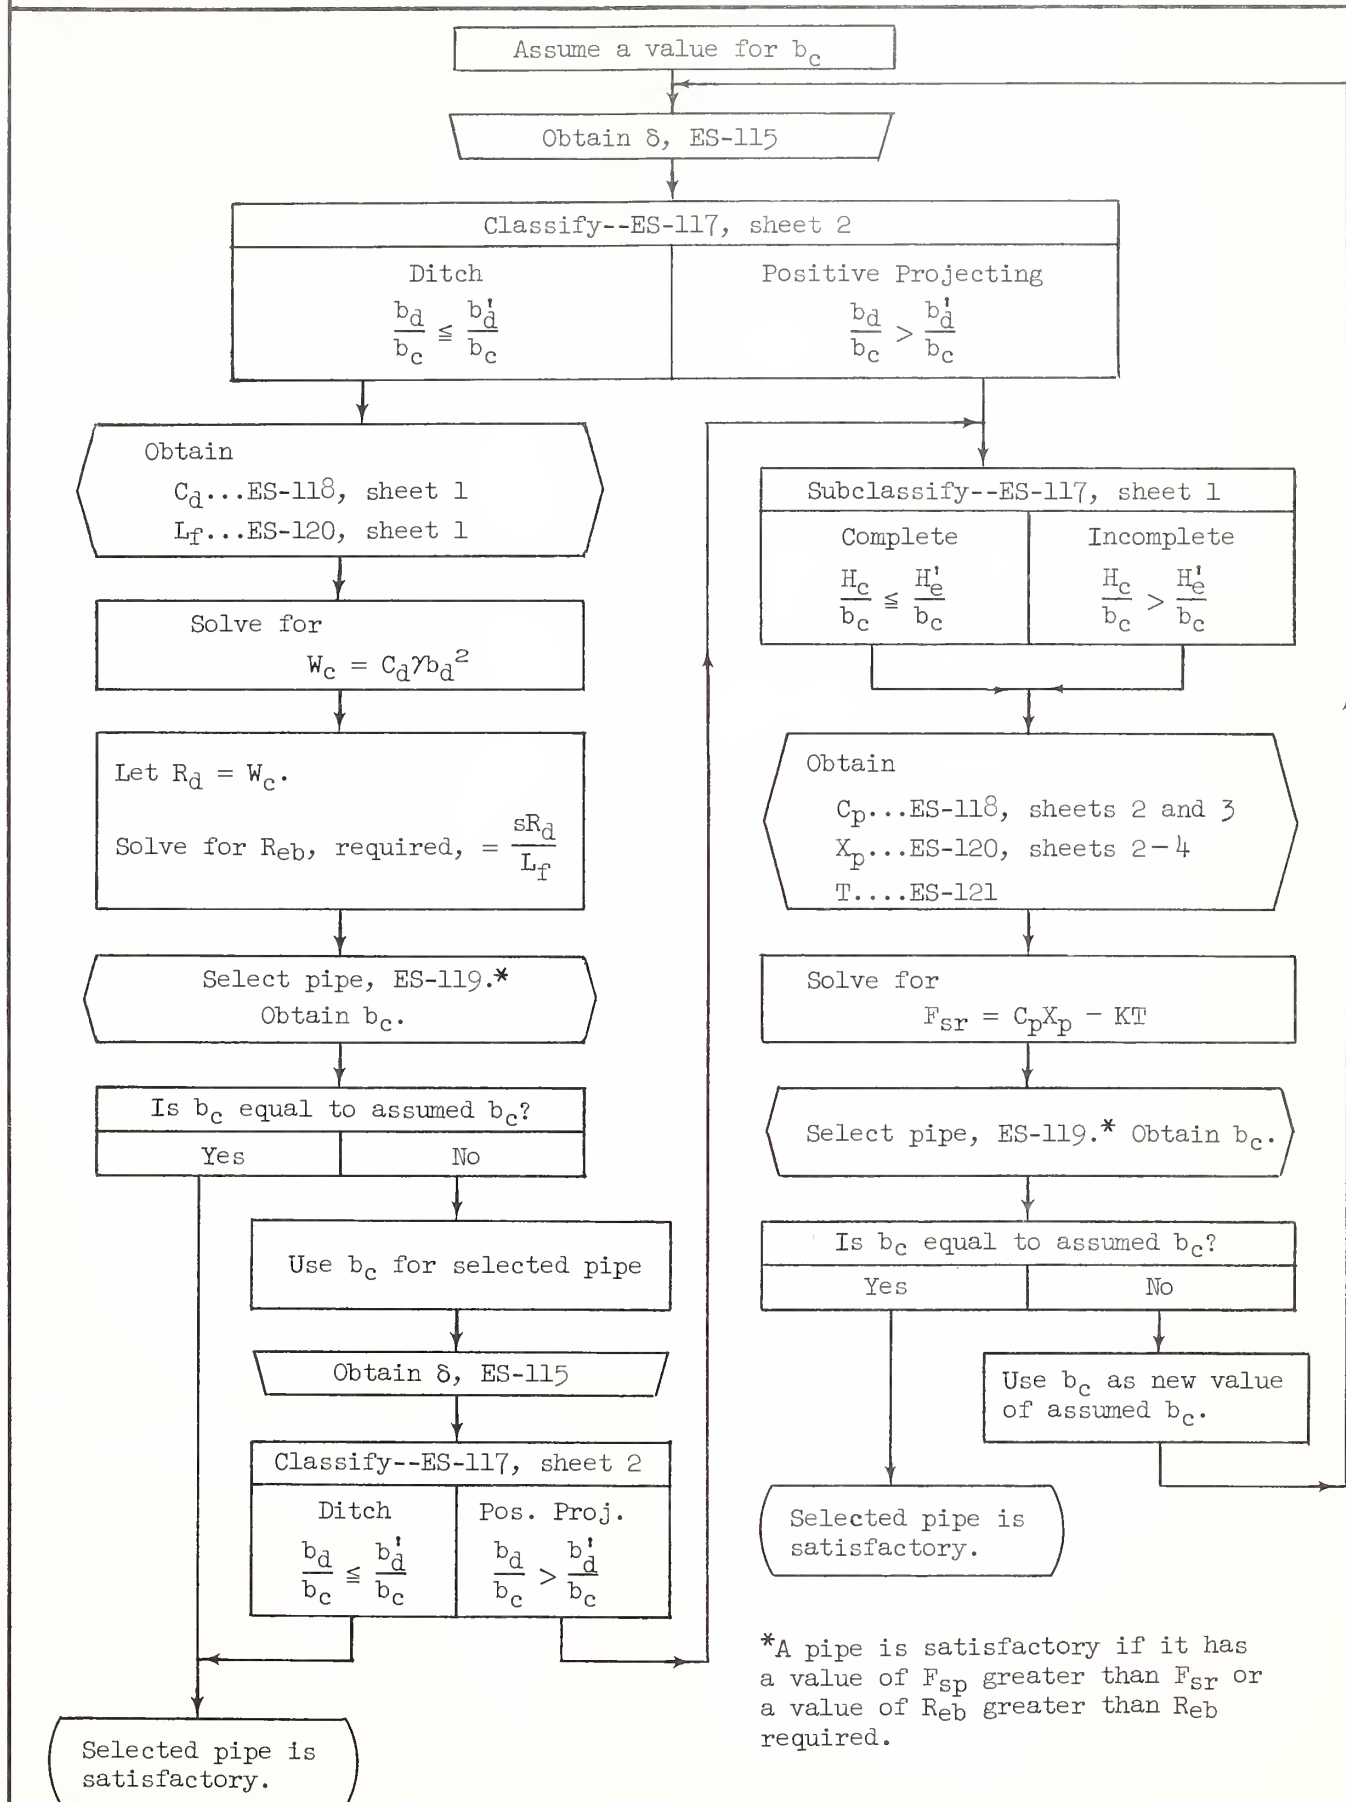 Assume a value for b_c
Obtain δ, ES-115
Classify--ES-117, sheet 2
Ditch
b_d/b_c ≦ b'_d/b_c
Positive Projecting
b_d/b_c > b'_d/b_c
Obtain
C_d...ES-118, sheet 1
L_f...ES-120, sheet 1
Solve for
W_c = C_dγb_d²
Let R_d = W_c.
Solve for R_eb, required, = sR_d/L_f
Select pipe, ES-119.*
Obtain b_c.
Is b_c equal to assumed b_c?
Yes
No
Use b_c for selected pipe
Obtain δ, ES-115
Classify--ES-117, sheet 2
Ditch
b_d/b_c ≦ b'_d/b_c
Pos. Proj.
b_d/b_c > b'_d/b_c
Selected pipe is
satisfactory.
Subclassify--ES-117, sheet 1
Complete
H_c/b_c ≦ H'_e/b_c
Incomplete
H_c/b_c > H'_e/b_c
Obtain
C_p...ES-118, sheets 2 and 3
X_p...ES-120, sheets 2-4
T....ES-121
Solve for
F_sr = C_pX_p - KT
Select pipe, ES-119.* Obtain b_c.
Is b_c equal to assumed b_c?
Yes
No
Use b_c as new value
of assumed b_c.
Selected pipe is
satisfactory.
*A pipe is satisfactory if it has
a value of F_sp greater than F_sr or
a value of R_eb greater than R_eb
required.